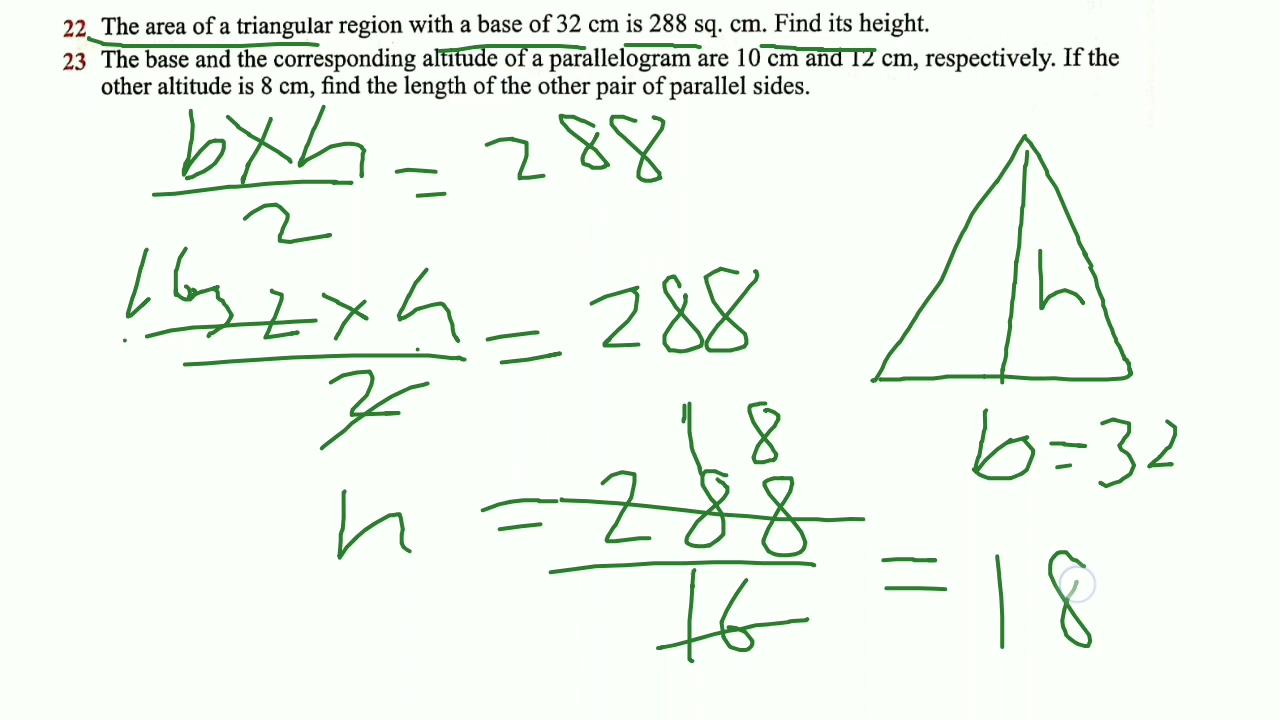 22 The area of a triangular region with a base of 32 cm is 288 sq. cm. Find its height.
23 The base and the corresponding altitude of a parallelogram are 10 cm and 12 cm, respectively. If the
other altitude is 8 cm, find the length of the other pair of parallel sides.
b×h/2 = 288
16 32×h/2 = 288
h
b=32
18
h = 288/16 = 18